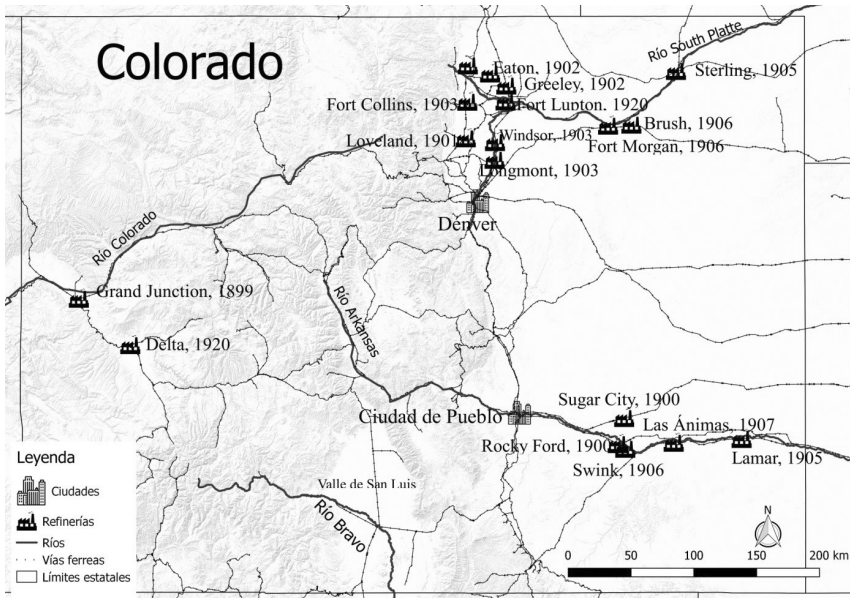 Colorado
Río South Platte
Eaton, 1902
Sterling, 1905
Greeley, 1902
Fort Collins, 1903
Fort Lupton. 1920
Brush, 1906
Loveland, 1901
Windsor, 1903
Fort Morgan, 1906
Longmont, 1903
Dénver
Río Colorado
Grand Junction, 1899
Río Arkansas
Delta, 1920
Sugar City, 1900
Ciudad de Pueblo
Las Ánimas, 1907
Rocky Ford, 1900
Lamar, 1905
Swink, 1906
Valle de San Luis
Río Bravo
Leyenda
Ciudades
Refinerías
Ríos
Vías ferreas
Límites estatales
N
0 50 100 150 200 km